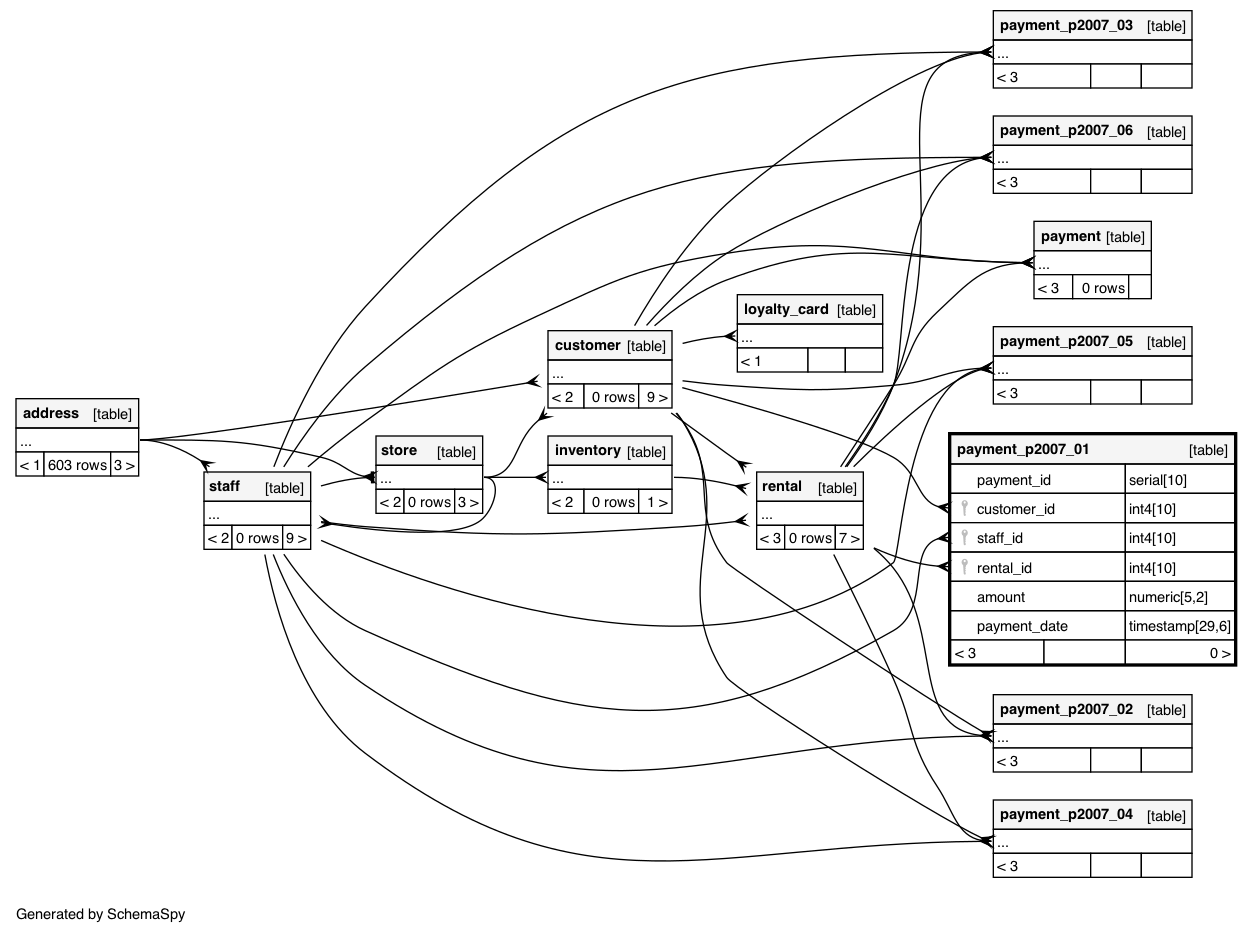 payment_p2007_03 [table]
...
< 3
payment_p2007_06 [table]
...
< 3
payment [table]
...
< 3 0 rows
loyalty_card [table]
...
< 1
customer [table]
...
< 2 0 rows 9 >
payment_p2007_05 [table]
...
< 3
address [table]
...
< 1 603 rows 3 >
store [table]
...
< 2 0 rows 3 >
inventory [table]
...
< 2 0 rows 1 >
staff [table]
...
< 2 0 rows 9 >
rental [table]
...
< 3 0 rows 7 >
payment_p2007_01 [table]
payment_id serial[10]
customer_id int4[10]
staff_id int4[10]
rental_id int4[10]
amount numeric[5,2]
payment_date timestamp[29,6]
< 3 0 >
payment_p2007_02 [table]
...
< 3
payment_p2007_04 [table]
...
< 3
Generated by SchemaSpy